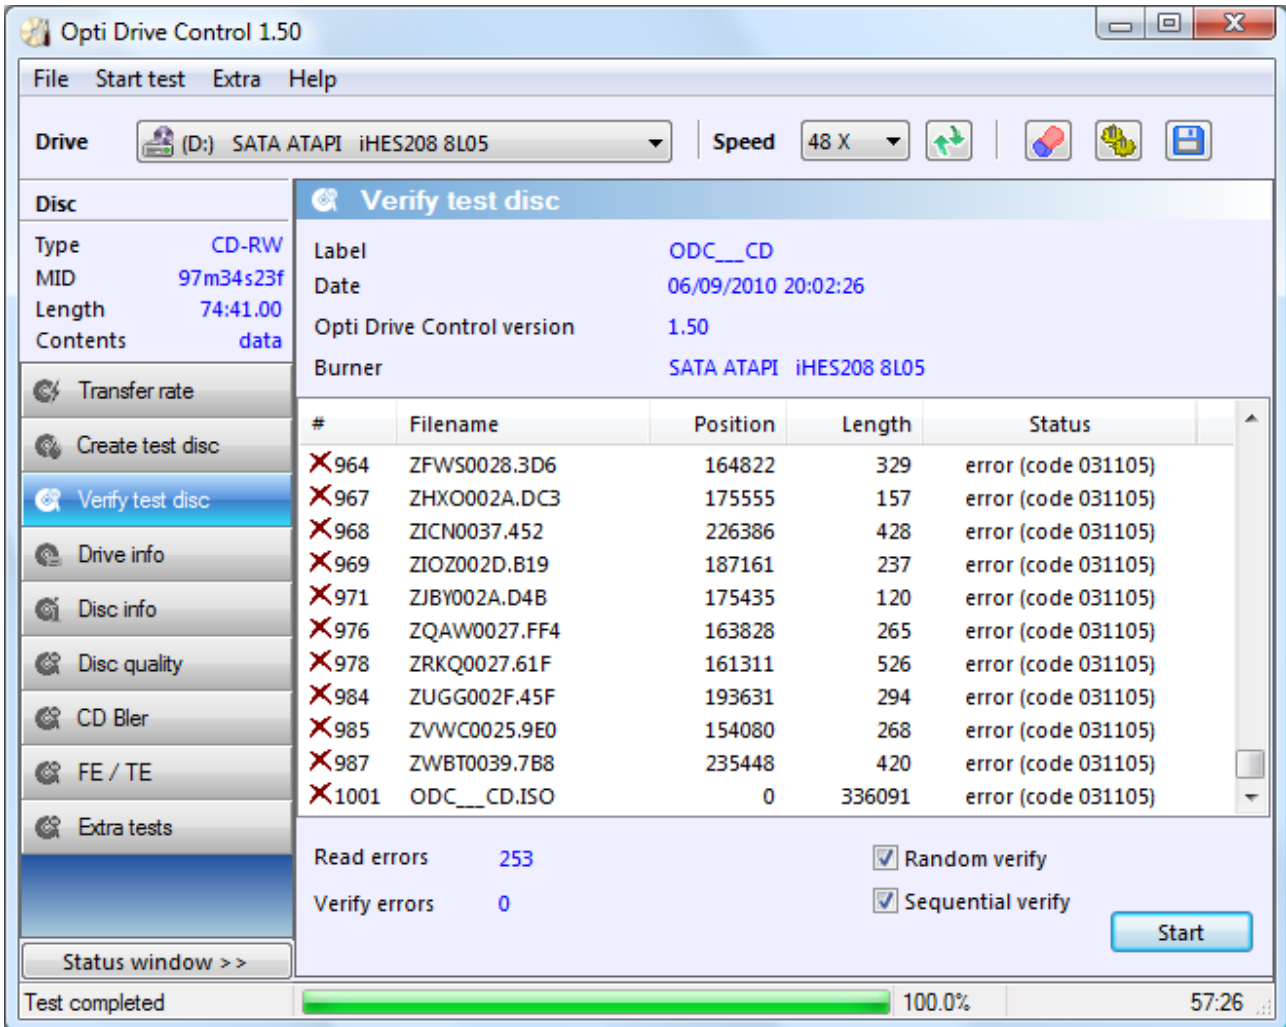 Opti Drive Control 1.50
File Start test Extra Help
Drive (D:) SATA ATAPI iHES208 8L05 Speed 48 X
Disc
Type CD-RW
MID 97m34s23f
Length 74:41.00
Contents data
Transfer rate
Create test disc
Verify test disc
Drive info
Disc info
Disc quality
CD Bler
FE / TE
Extra tests
Status window >>
Verify test disc
Label ODC___CD
Date 06/09/2010 20:02:26
Opti Drive Control version 1.50
Burner SATA ATAPI iHES208 8L05
# Filename Position Length Status
964 ZFWS0028.3D6 164822 329 error (code 031105)
967 ZHXO002A.DC3 175555 157 error (code 031105)
968 ZICN0037.452 226386 428 error (code 031105)
969 ZIOZ002D.B19 187161 237 error (code 031105)
971 ZJBY002A.D4B 175435 120 error (code 031105)
976 ZQAW0027.FF4 163828 265 error (code 031105)
978 ZRKQ0027.61F 161311 526 error (code 031105)
984 ZUGG002F.45F 193631 294 error (code 031105)
985 ZVWC0025.9E0 154080 268 error (code 031105)
987 ZWBT0039.7B8 235448 420 error (code 031105)
1001 ODC___CD.ISO 0 336091 error (code 031105)
Read errors 253
Random verify
Verify errors 0
Sequential verify
Start
Test completed 100.0% 57:26